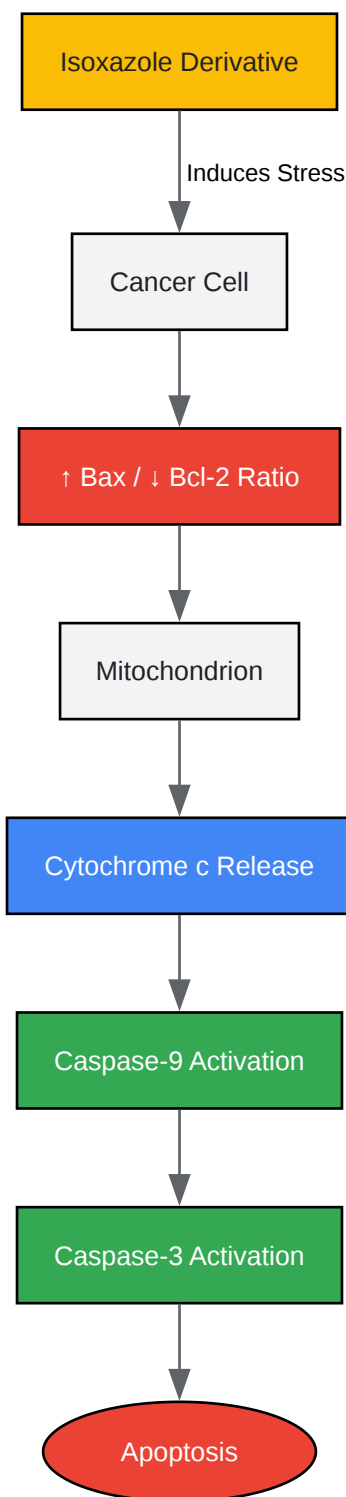 Isoxazole Derivative
Induces Stress
Cancer Cell
↑ Bax / ↓ Bcl-2 Ratio
Mitochondrion
Cytochrome c Release
Caspase-9 Activation
Caspase-3 Activation
Apoptosis